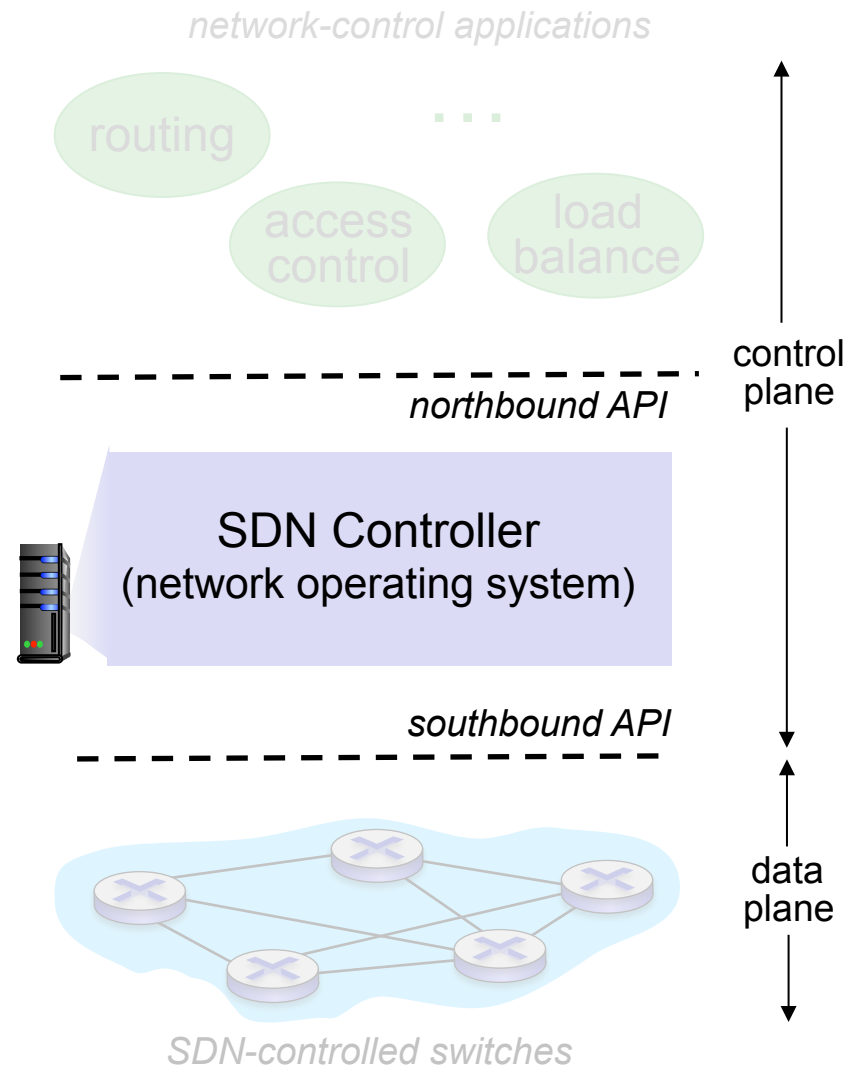 network-control applications
routing
...
access
control
load
balance
control
plane
northbound API
SDN Controller
(network operating system)
southbound API
data
plane
SDN-controlled switches